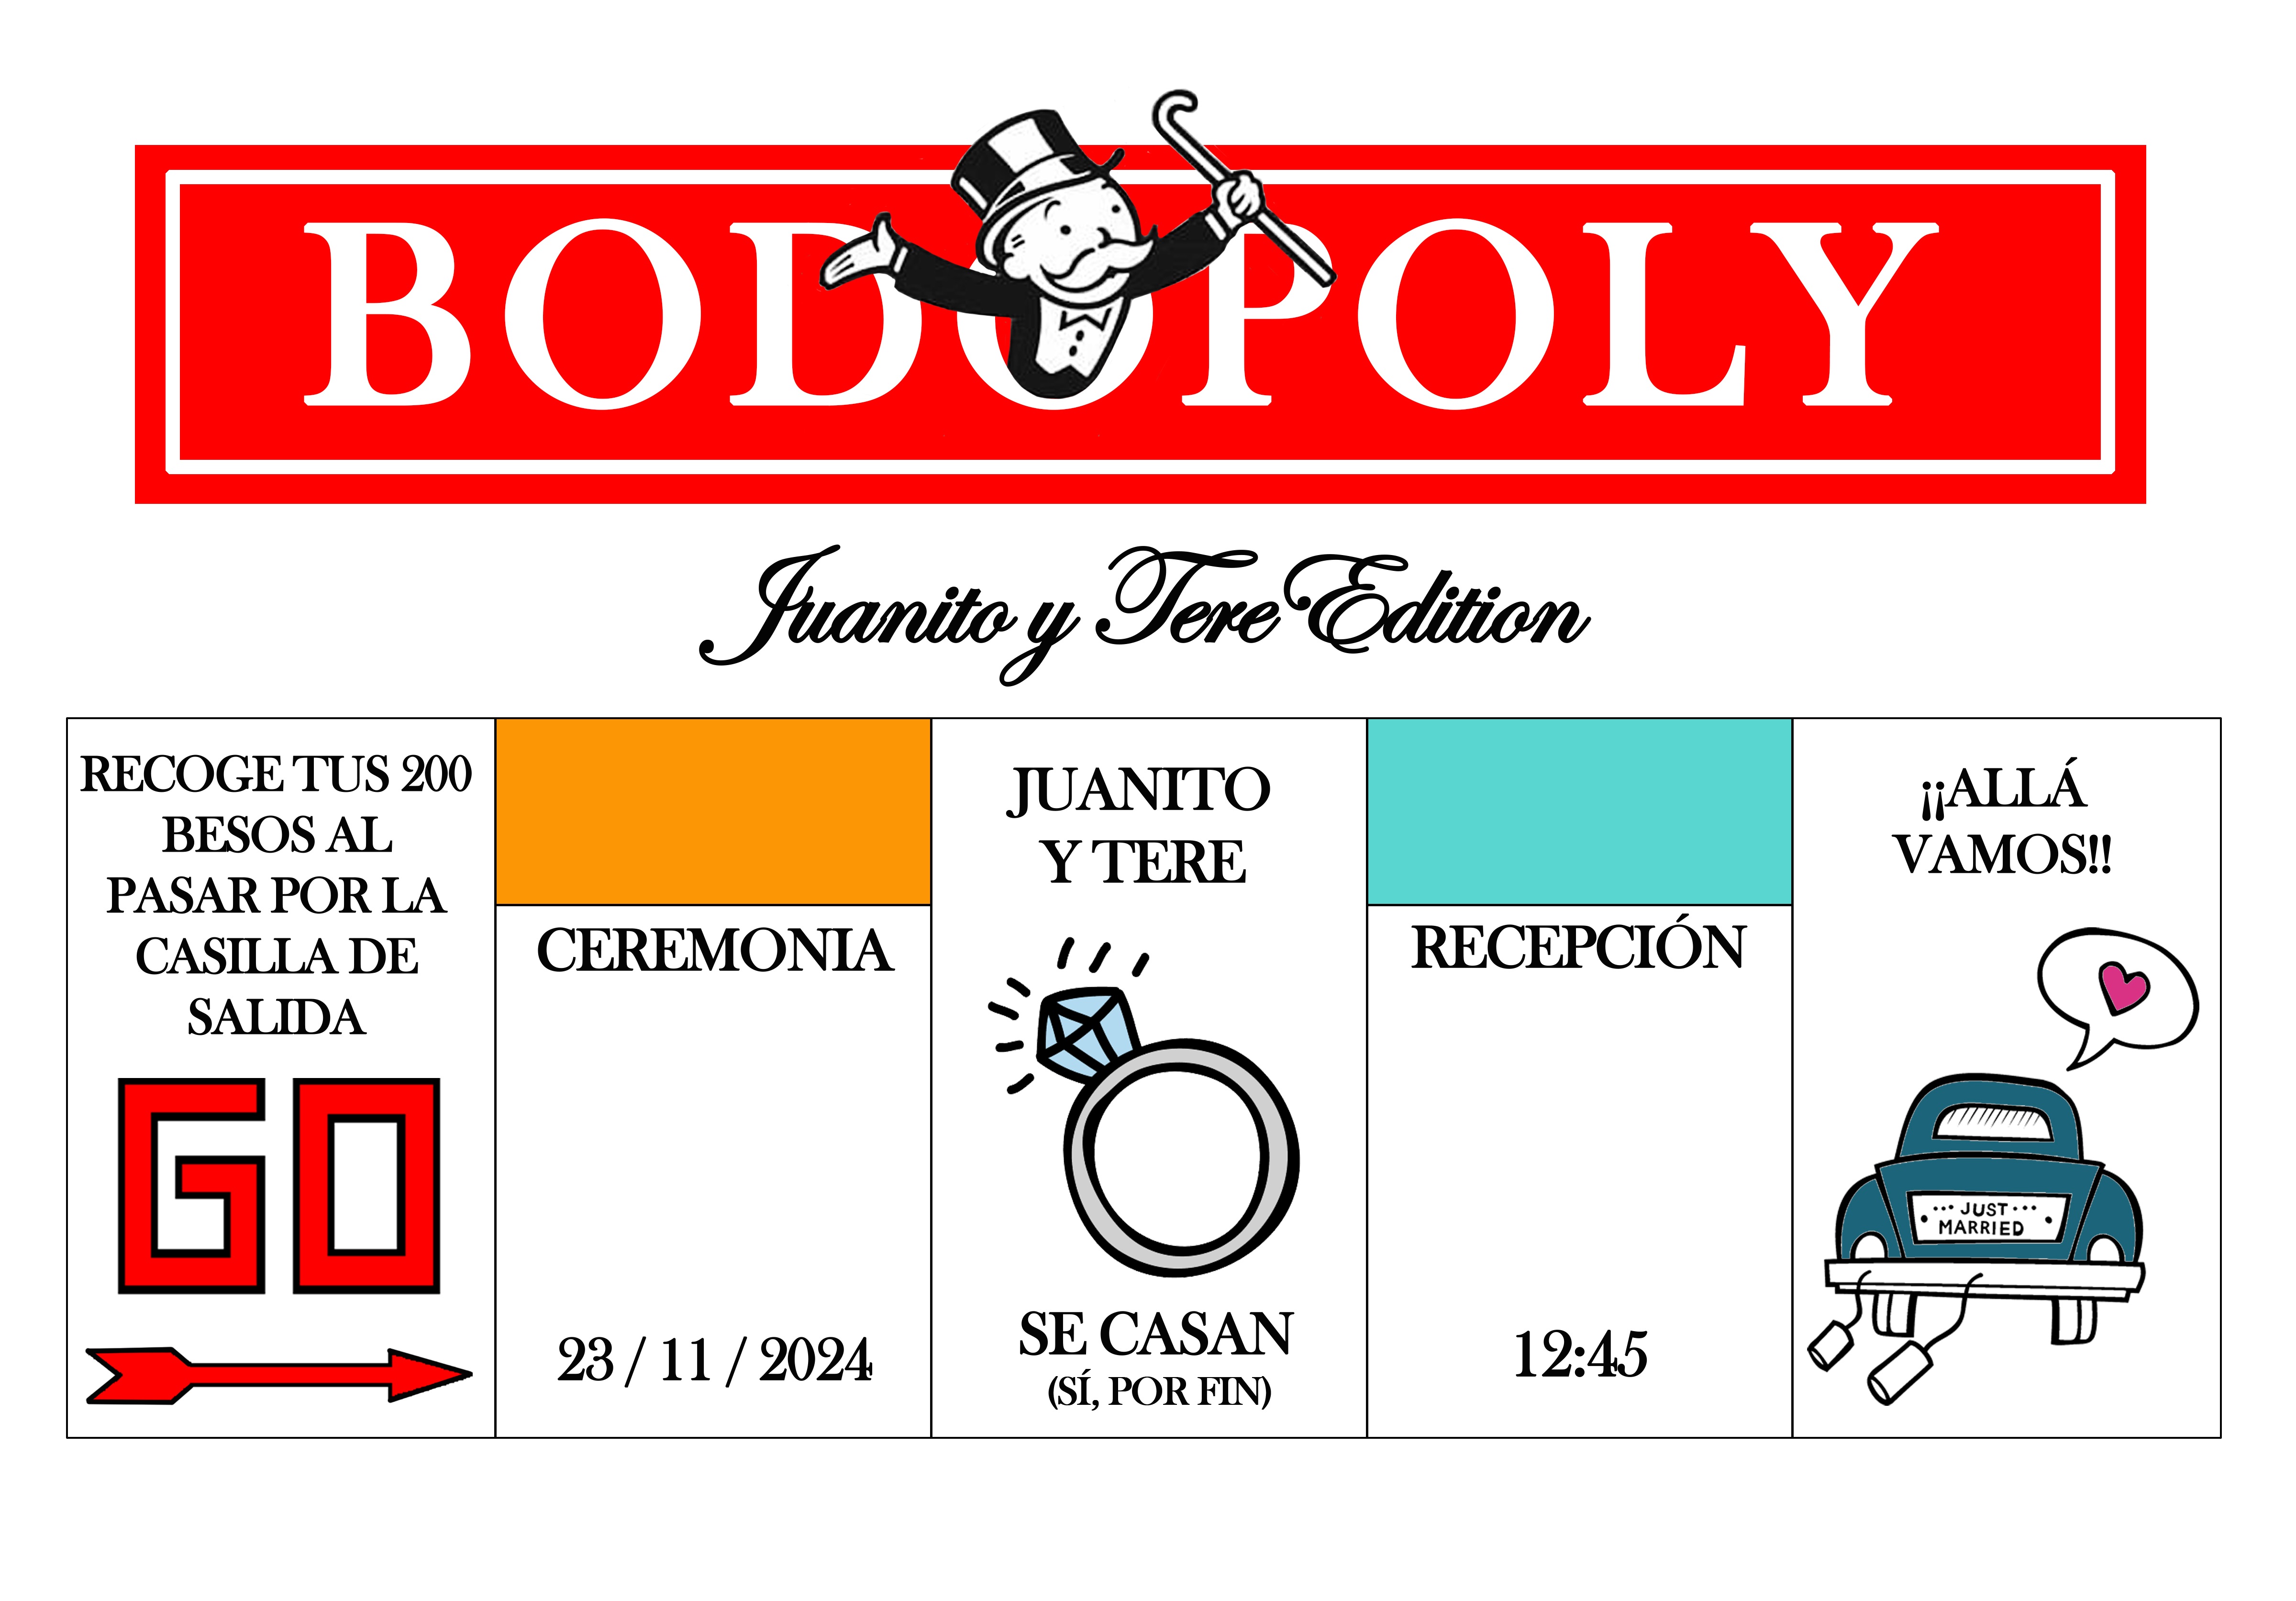 BODOPOLY
Juanito y Tere Edition
RECOGE TUS 200
BESOS AL
PASAR POR LA
CASILLA DE
SALIDA
GO
CEREMONIA
23 / 11 / 2024
JUANITO
Y TERE
SE CASAN
(SÍ, POR FIN)
RECEPCIÓN
12:45
¡¡ALLÁ
VAMOS!!
JUST
MARRIED